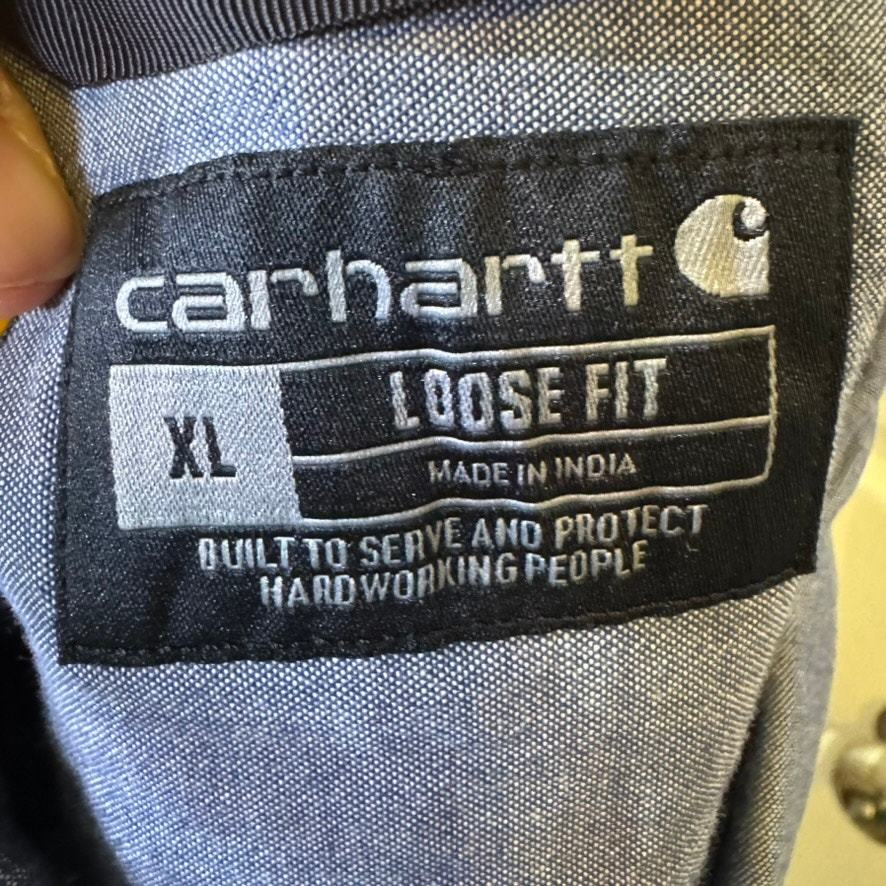 carhartt
XL
LOOSE FIT
MADE IN INDIA
BUILT TO SERVE AND PROTECT
HARDWORKING PEOPLE